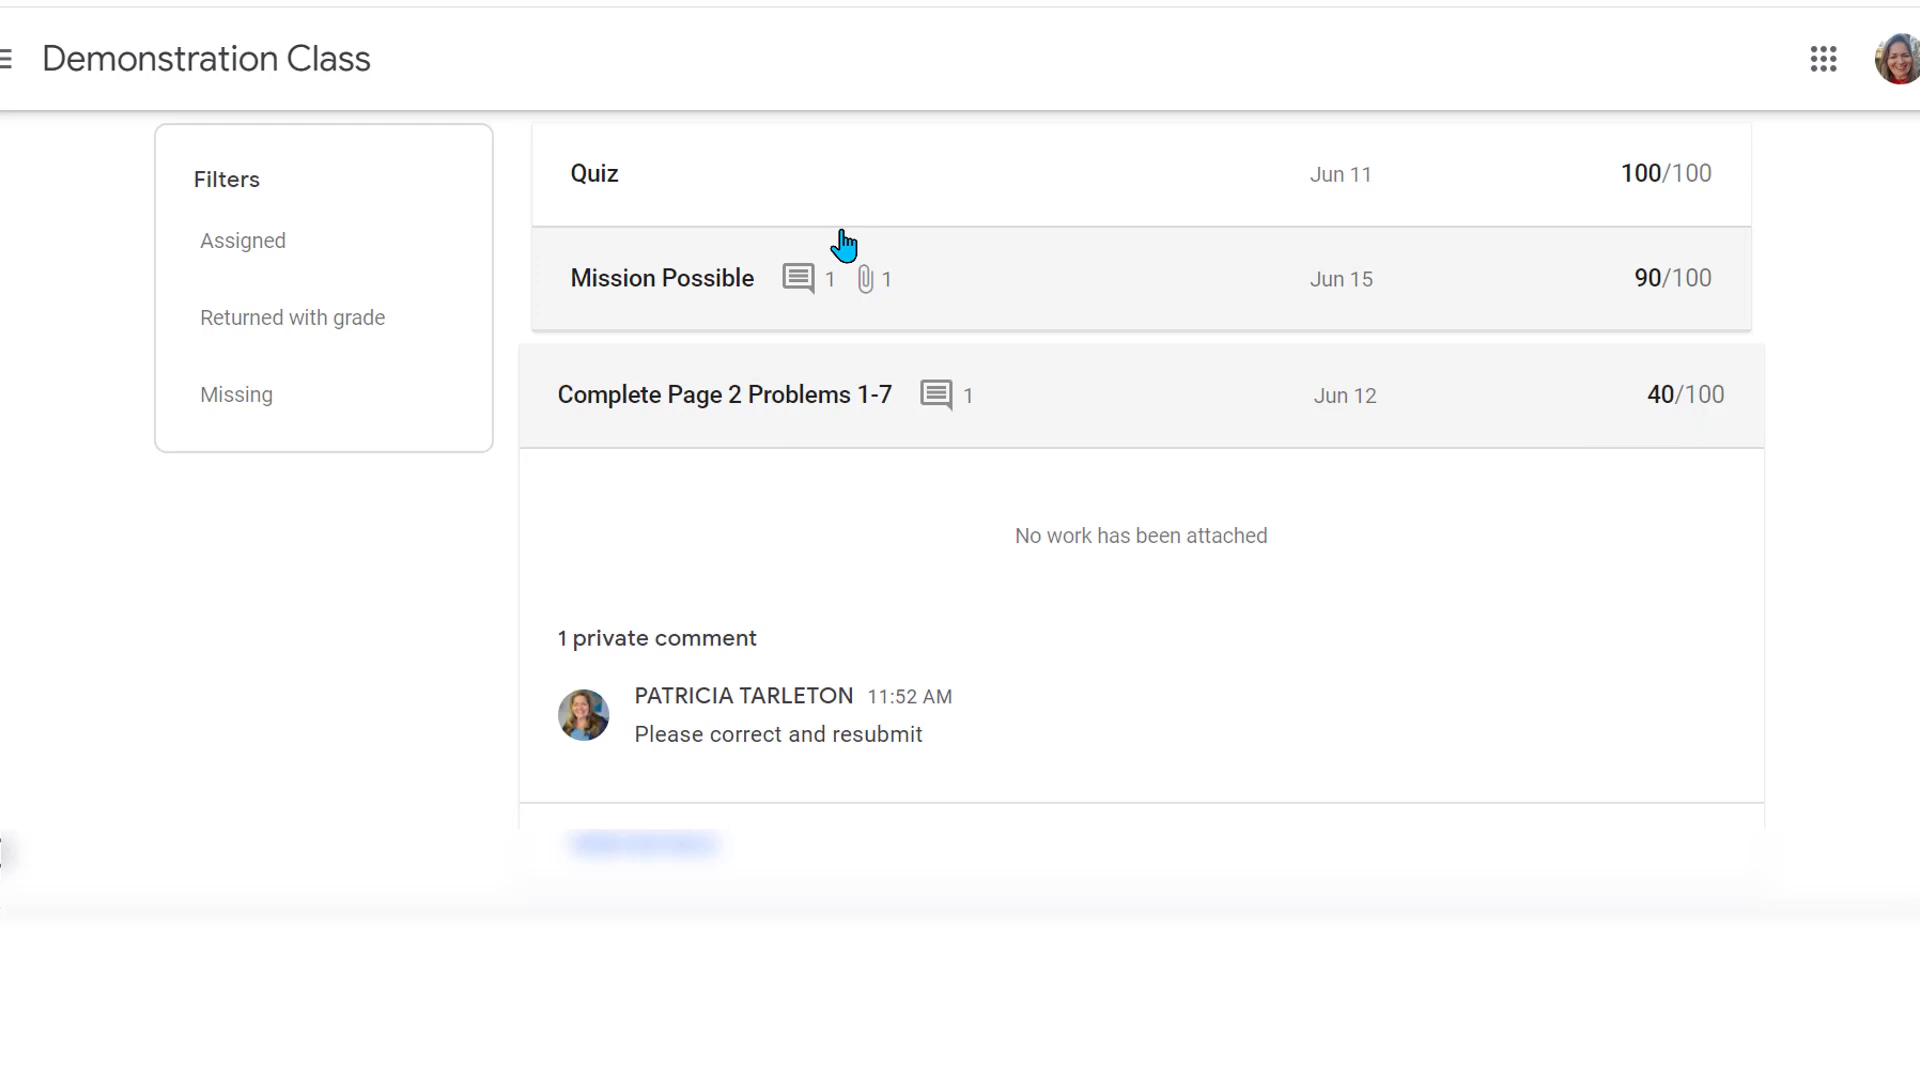 Demonstration Class
Filters
Assigned
Returned with grade
Missing
Quiz Jun 11 100/100
Mission Possible 1 1 Jun 15 90/100
Complete Page 2 Problems 1-7 1 Jun 12 40/100
No work has been attached
1 private comment
PATRICIA TARLETON 11:52 AM
Please correct and resubmit